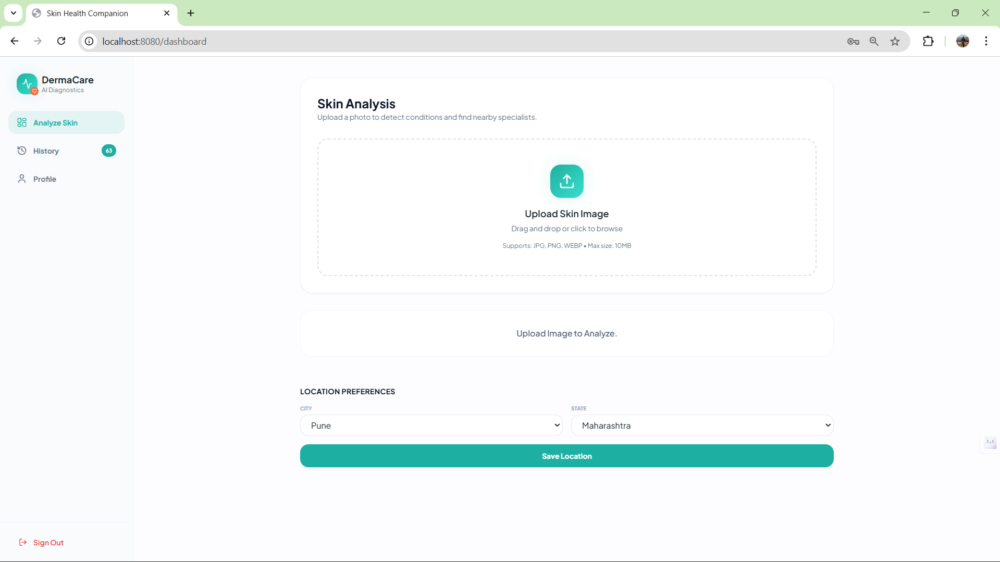 Skin Health Companion
localhost:8080/dashboard
DermaCare
AI Diagnostics
Analyze Skin
History 63
Profile
Sign Out
Skin Analysis
Upload a photo to detect conditions and find nearby specialists.
Upload Skin Image
Drag and drop or click to browse
Supports: JPG, PNG, WEBP • Max size: 10MB
Upload Image to Analyze.
LOCATION PREFERENCES
CITY STATE
Pune Maharashtra
Save Location